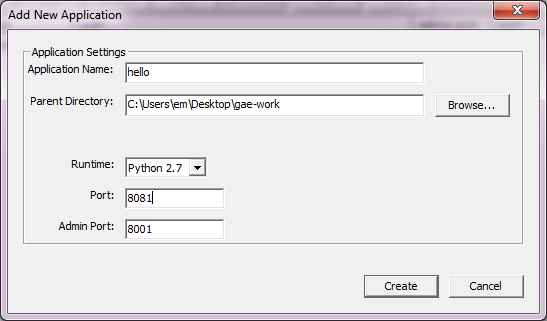 Add New Application
Application Settings
Application Name: hello
Parent Directory: C:\Users\em\Desktop\gae-work Browse...
Runtime: Python 2.7
Port: 8081
Admin Port: 8001
Create Cancel